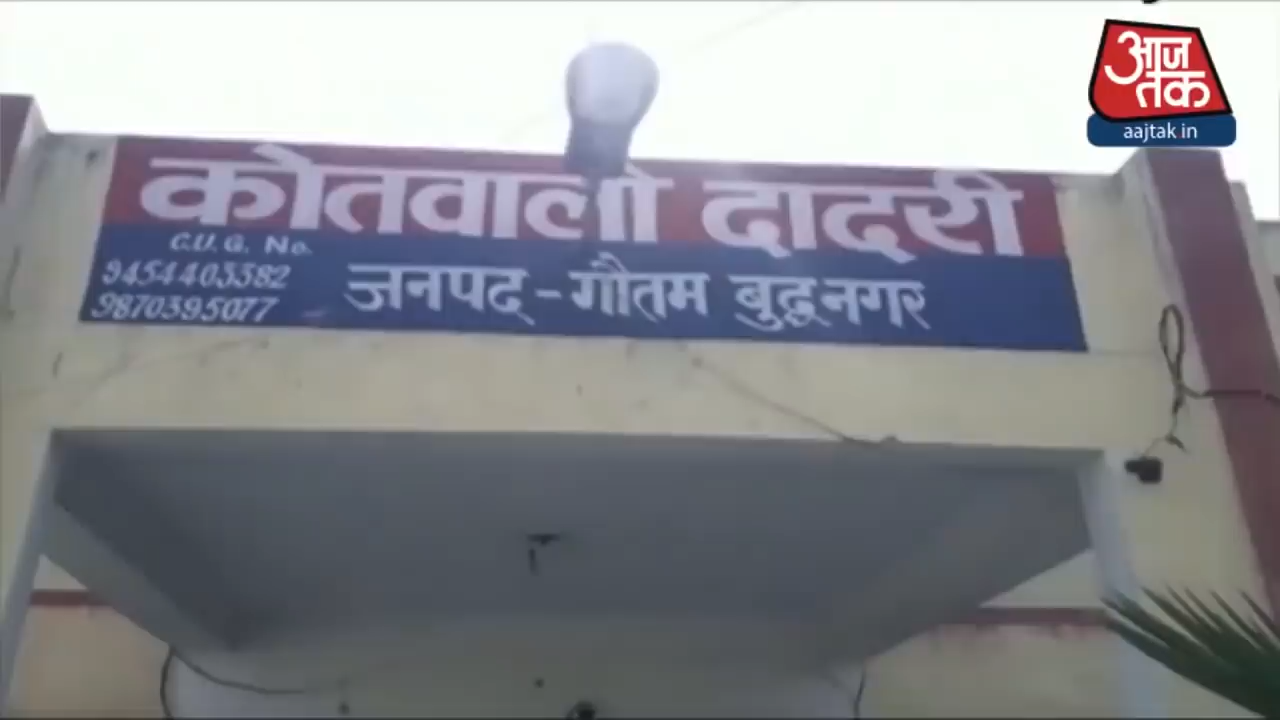 आज
तक
aajtak.in
कोतवाली दादरी
C.U.G. No.
9454403382
9870395077
जनपद - गौतम बुद्धनगर